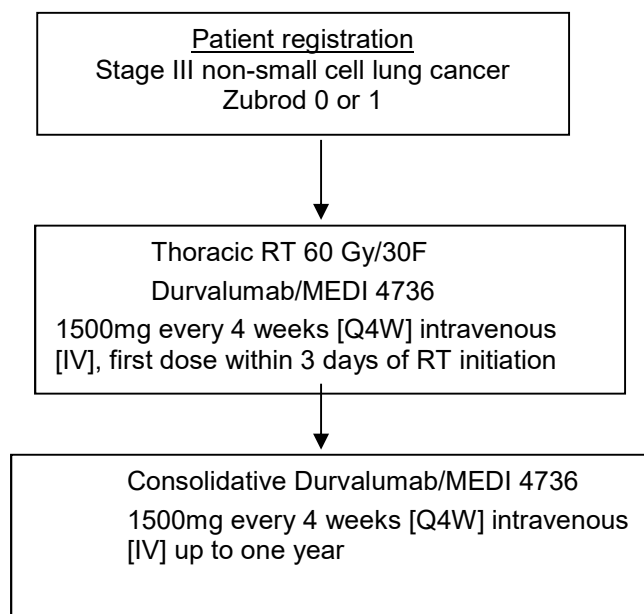 Patient registration
Stage III non-small cell lung cancer
Zubrod 0 or 1
Thoracic RT 60 Gy/30F
Durvalumab/MEDI 4736
1500mg every 4 weeks [Q4W] intravenous
[IV], first dose within 3 days of RT initiation
Consolidative Durvalumab/MEDI 4736
1500mg every 4 weeks [Q4W] intravenous
[IV] up to one year